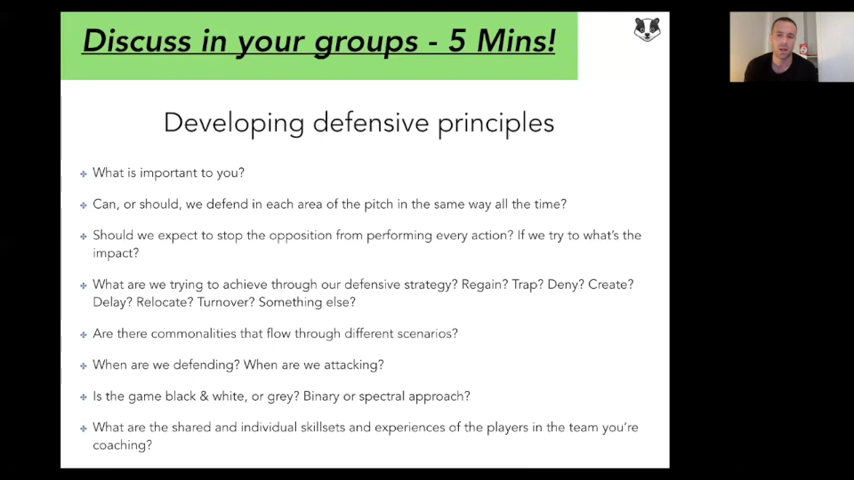 Discuss in your groups - 5 Mins!
Developing defensive principles
What is important to you?
Can, or should, we defend in each area of the pitch in the same way all the time?
Should we expect to stop the opposition from performing every action? If we try to what's the
impact?
What are we trying to achieve through our defensive strategy? Regain? Trap? Deny? Create?
Delay? Relocate? Turnover? Something else?
Are there commonalities that flow through different scenarios?
When are we defending? When are we attacking?
Is the game black & white, or grey? Binary or spectral approach?
What are the shared and individual skillsets and experiences of the players in the team you're
coaching?